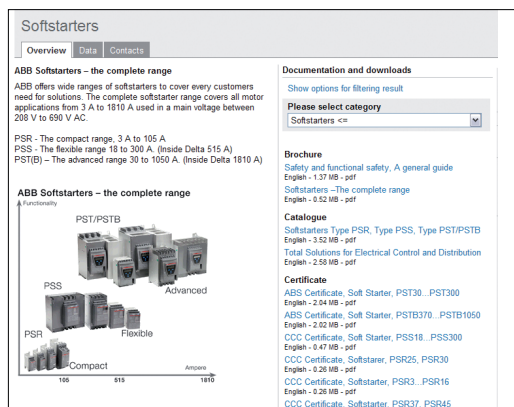 Softstarters
Overview
Data
Contacts
ABB Softstarters – the complete range
ABB offers wide ranges of softstarters to cover every customers
need for solutions. The complete softstarter range covers all motor
applications from 3 A to 1810 A used in a main voltage between
208 V to 690 V AC.
PSR - The compact range, 3 A to 105 A
PSS - The flexible range 18 to 300 A. (Inside Delta 515 A)
PST(B) – The advanced range 30 to 1050 A. (Inside Delta 1810 A)
ABB Softstarters – the complete range
Functionality
PST/PSTB
Advanced
PSS
Flexible
PSR
Compact
Ampere
105
515
1810
Documentation and downloads
Show options for filtering result
Please select category
Softstarters <=
Brochure
Safety and functional safety, A general guide
English - 1.37 MB - pdf
Softstarters –The complete range
English - 0.52 MB - pdf
Catalogue
Softstarters Type PSR, Type PSS, Type PST/PSTB
English - 3.52 MB - pdf
Total Solutions for Electrical Control and Distribution
English - 2.58 MB - pdf
Certificate
ABS Certificate, Soft Starter, PST30...PST300
English - 2.04 MB - pdf
ABS Certificate, Soft Starter, PSTB370...PSTB1050
English - 2.02 MB - pdf
CCC Certificate, Soft Starter, PSS18...PSS300
English - 0.47 MB - pdf
CCC Certificate, Softstarer, PSR25, PSR30
English - 0.26 MB - pdf
CCC Certificate, Softstarter, PSR3...PSR16
English - 0.26 MB - pdf
CCC Certificate, Softstarter, PSR37, PSR45